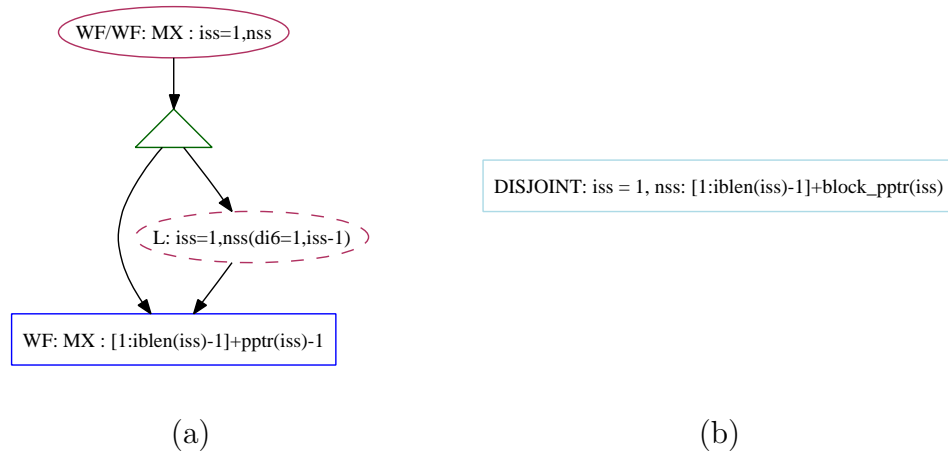 WF/WF: MX : iss=1,nss
DISJOINT: iss = 1, nss: [1:iblen(iss)-1]+block_pptr(iss)
L: iss=1,nss(di6=1,iss-1)
WF: MX : [1:iblen(iss)-1]+pptr(iss)-1
(a)
(b)